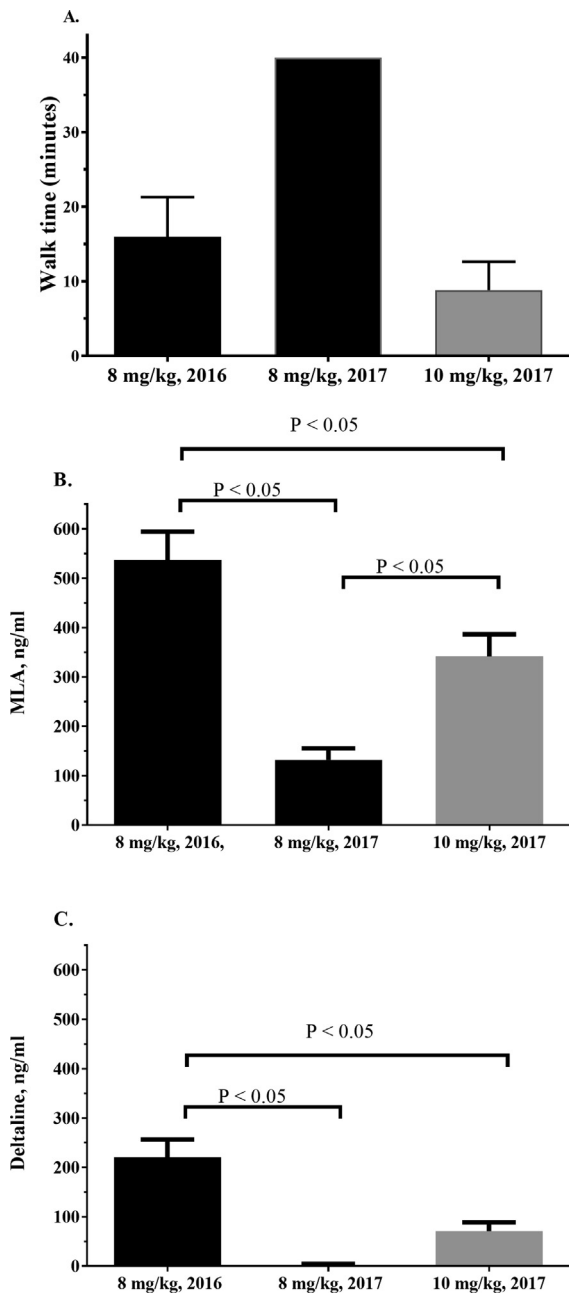 A.
Walk time (minutes)
40
30
20
10
0
8 mg/kg, 2016 8 mg/kg, 2017 10 mg/kg, 2017
P < 0.05
B.
P < 0.05
P < 0.05
MLA, ng/ml
600
500
400
300
200
100
0
8 mg/kg, 2016, 8 mg/kg, 2017 10 mg/kg, 2017
C.
P < 0.05
P < 0.05
Deltaline, ng/ml
600
500
400
300
200
100
0
8 mg/kg, 2016 8 mg/kg, 2017 10 mg/kg, 2017